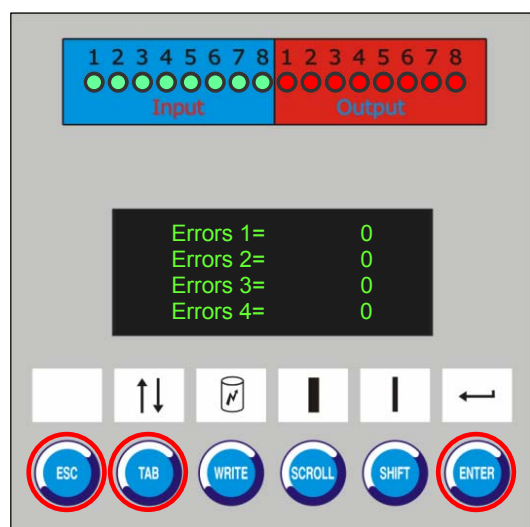 1 2 3 4 5 6 7 8 1 2 3 4 5 6 7 8
Input Output
Errors 1= 0
Errors 2= 0
Errors 3= 0
Errors 4= 0
ESC TAB WRITE SCROLL SHIFT ENTER